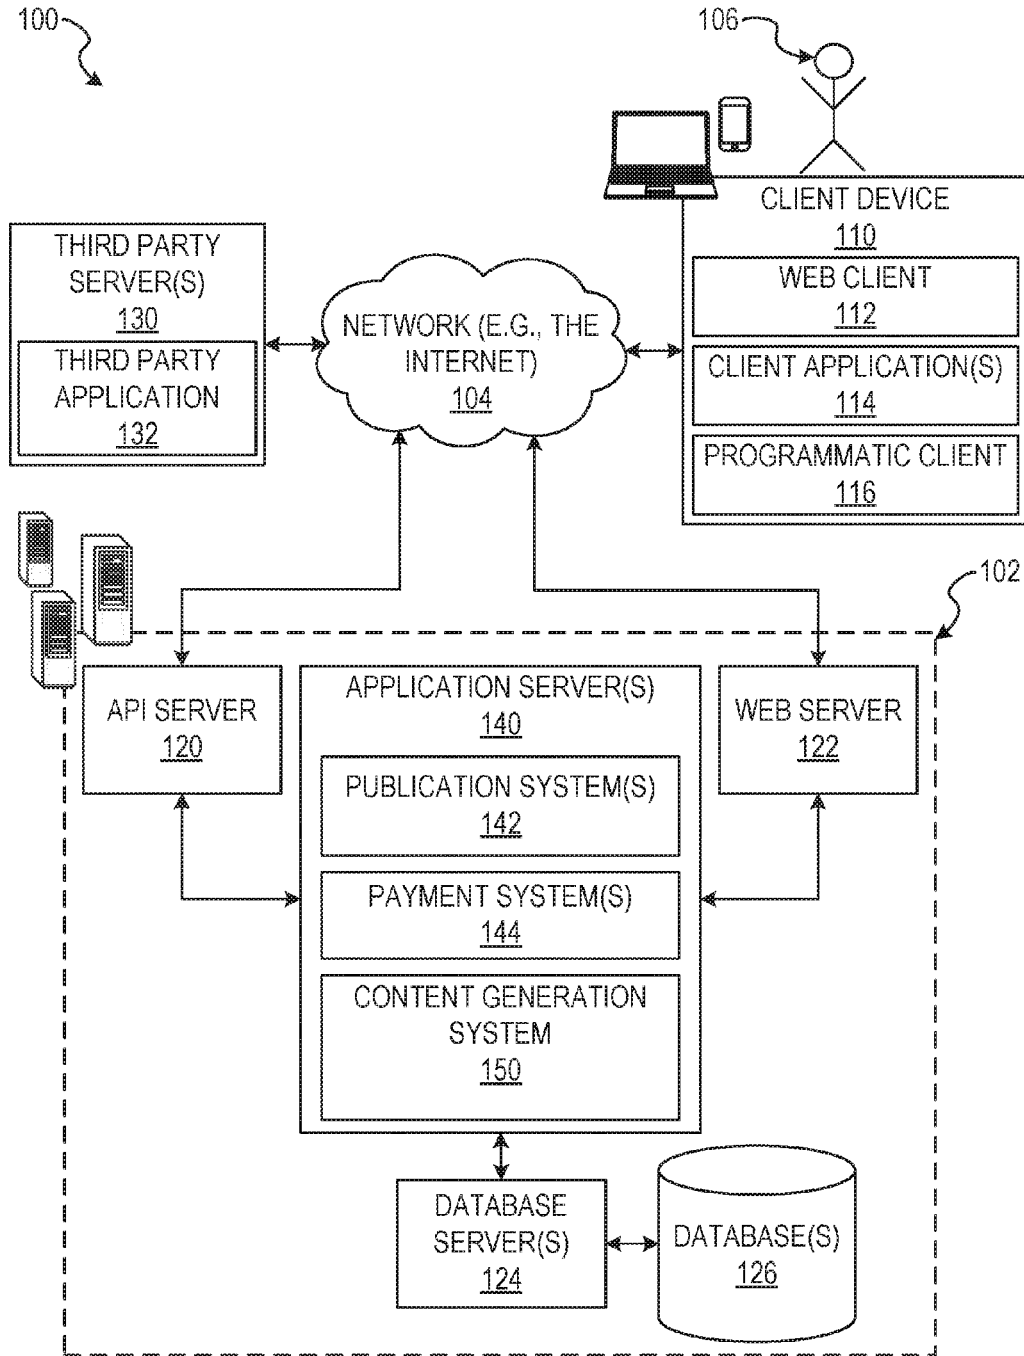 100
106
CLIENT DEVICE
110
WEB CLIENT
112
CLIENT APPLICATION(S)
114
PROGRAMMATIC CLIENT
116
THIRD PARTY
SERVER(S)
130
THIRD PARTY
APPLICATION
132
NETWORK (E.G., THE
INTERNET)
104
102
API SERVER
120
APPLICATION SERVER(S)
140
PUBLICATION SYSTEM(S)
142
PAYMENT SYSTEM(S)
144
CONTENT GENERATION
SYSTEM
150
WEB SERVER
122
DATABASE
SERVER(S)
124
DATABASE(S)
126